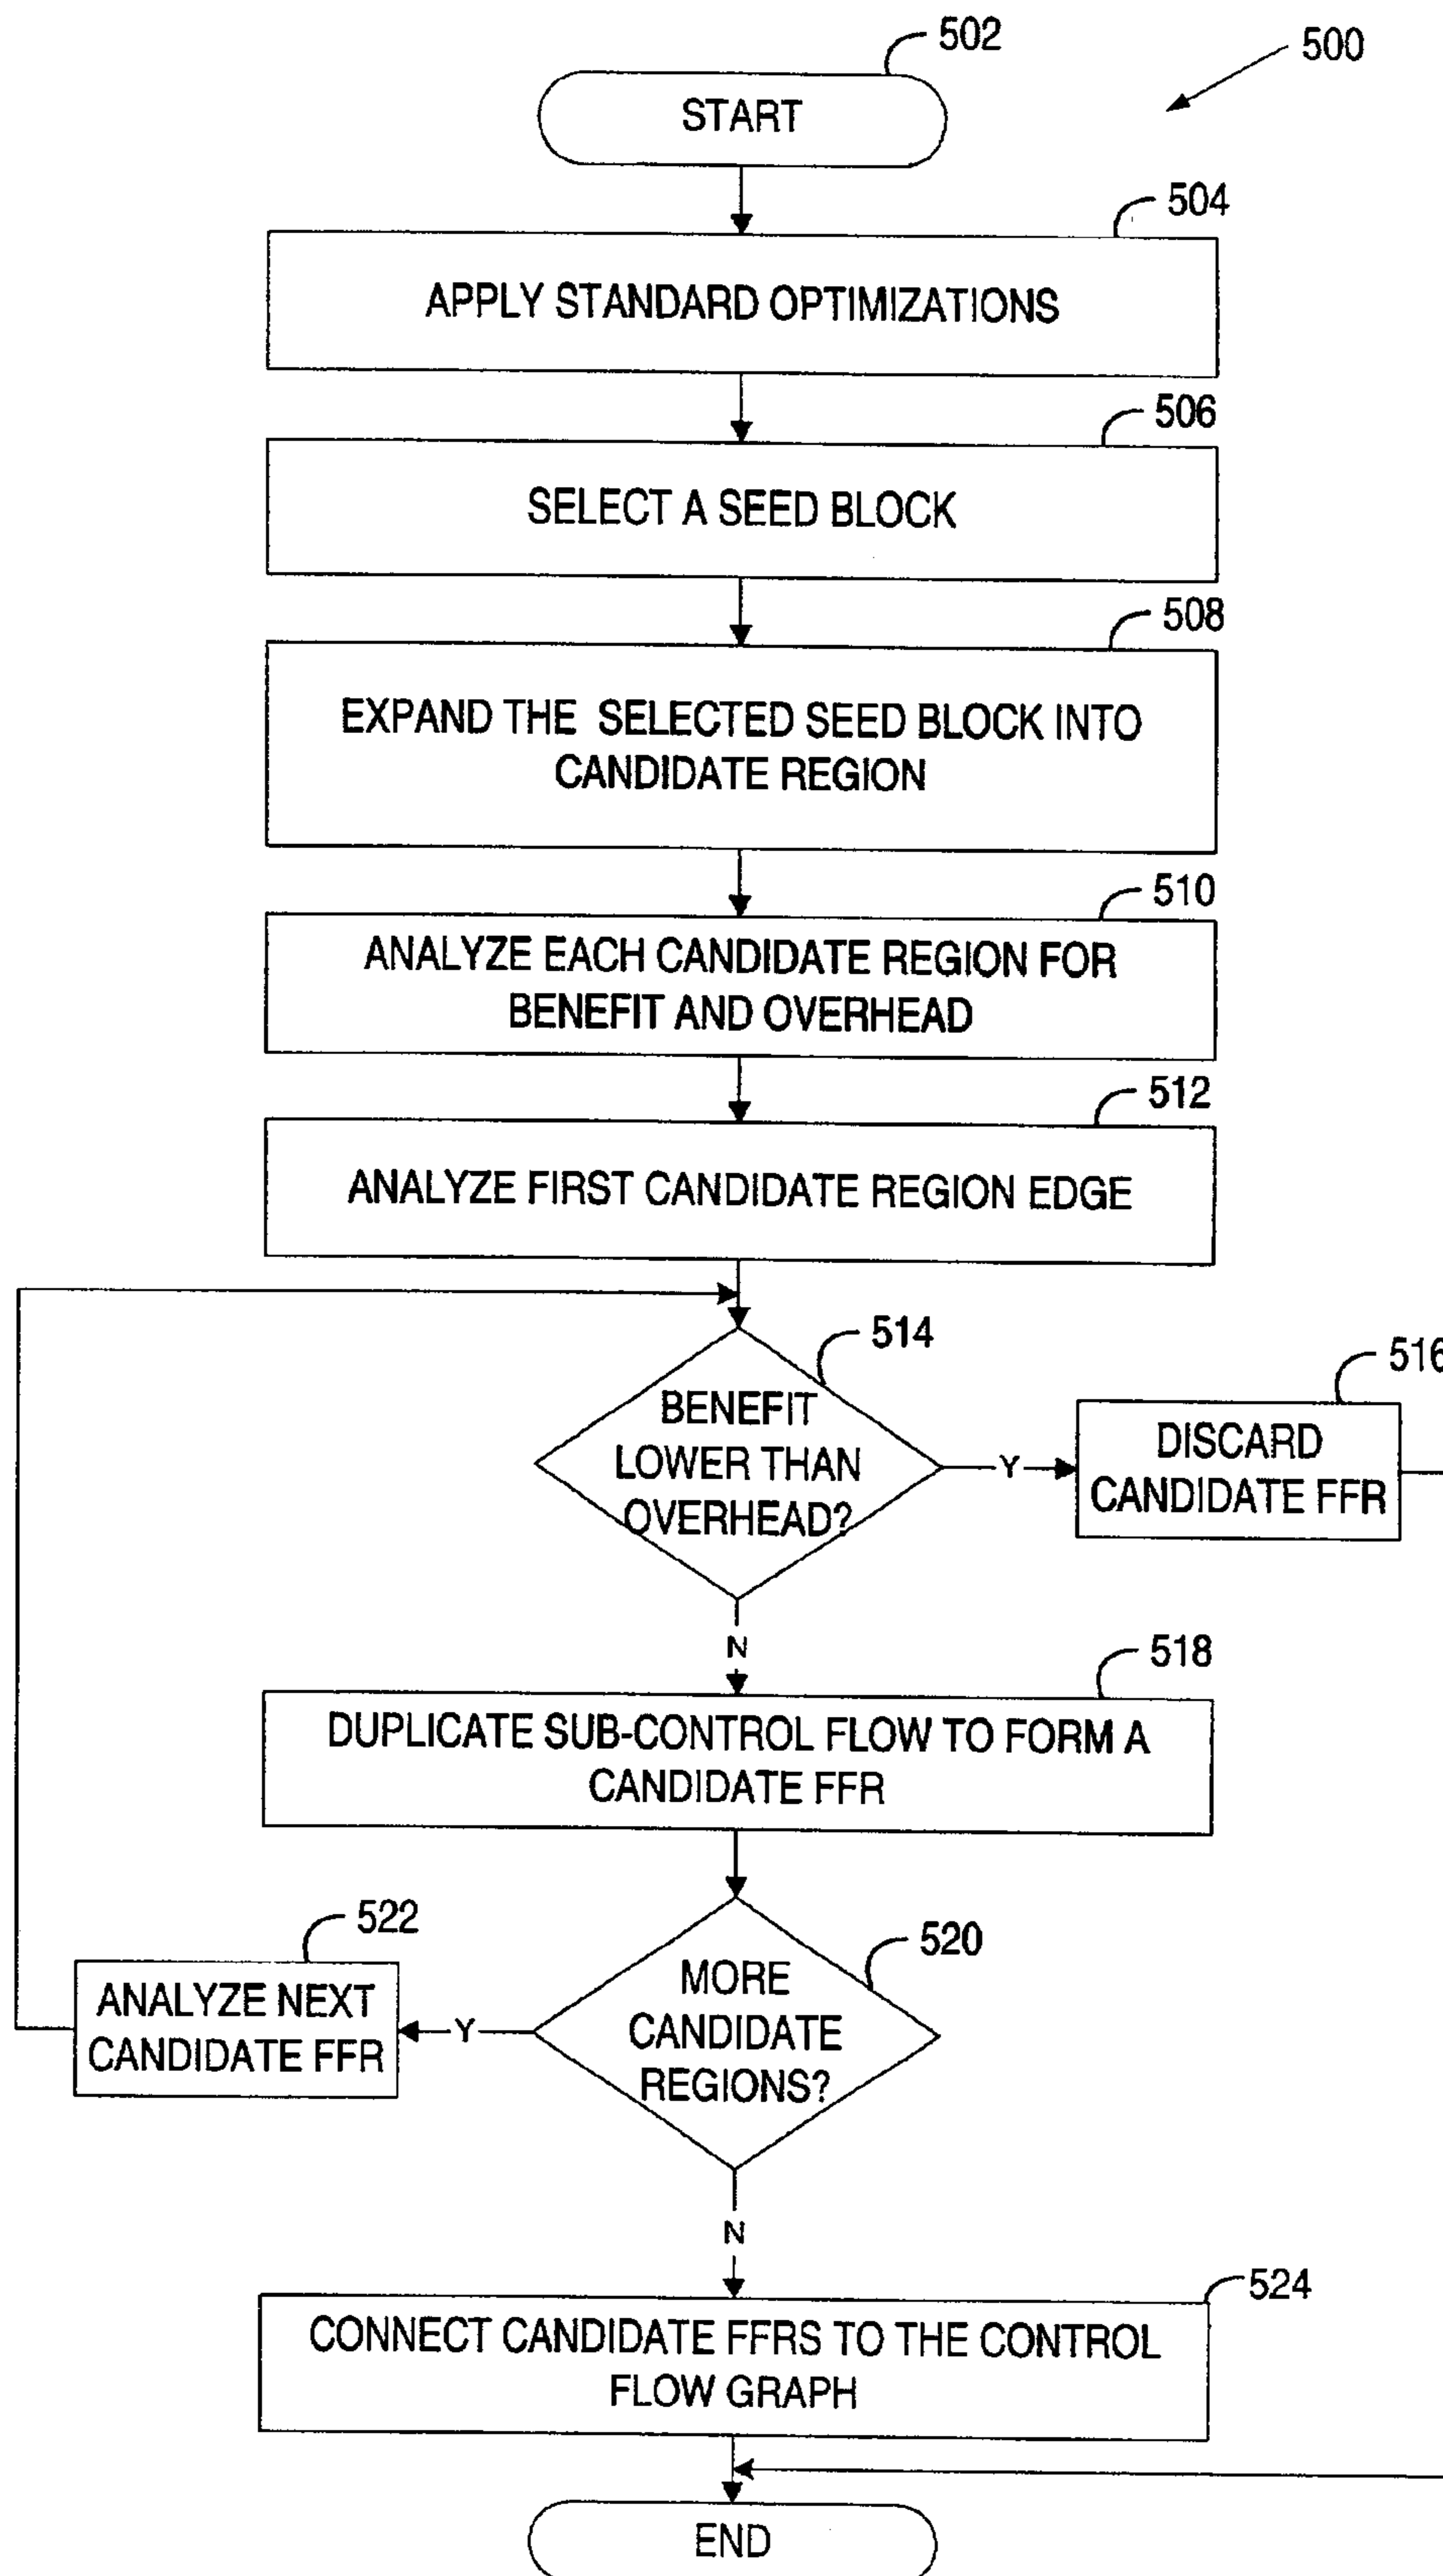 502
500
START
504
APPLY STANDARD OPTIMIZATIONS
506
SELECT A SEED BLOCK
508
EXPAND THE SELECTED SEED BLOCK INTO
CANDIDATE REGION
510
ANALYZE EACH CANDIDATE REGION FOR
BENEFIT AND OVERHEAD
512
ANALYZE FIRST CANDIDATE REGION EDGE
514
BENEFIT
LOWER THAN
OVERHEAD?
Y
516
DISCARD
CANDIDATE FFR
N
518
DUPLICATE SUB-CONTROL FLOW TO FORM A
CANDIDATE FFR
520
MORE
CANDIDATE
REGIONS?
Y
522
ANALYZE NEXT
CANDIDATE FFR
N
524
CONNECT CANDIDATE FFRS TO THE CONTROL
FLOW GRAPH
END